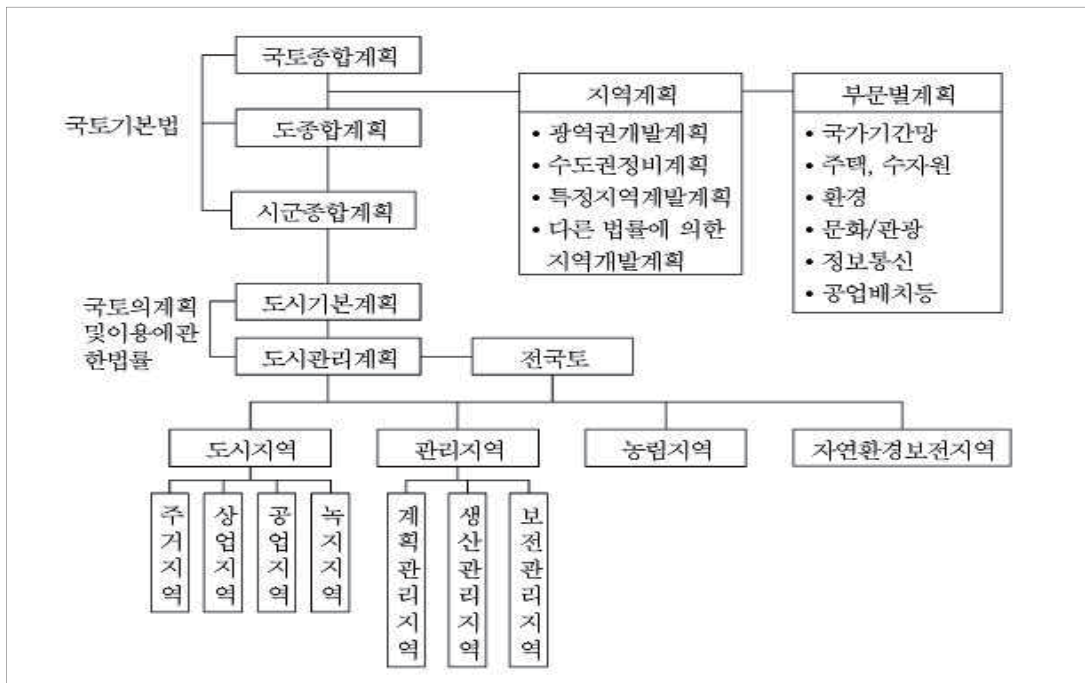 국토종합계획
국토기본법
도종합계획
시군종합계획
지역계획
• 광역권개발계획
• 수도권정비계획
• 특정지역계발계획
• 다른 법률에 의한
지역개발계획
부문별계획
• 국가기간망
• 주택, 수자원
• 환경
• 문화/관광
• 정보통신
• 공업배치등
국토의계획
및이용에관
한법률
도시기본계획
도시관리계획
전국토
도시지역
관리지역
농림지역
자연환경보전지역
주거지역
상업지역
공업지역
녹지지역
계획관리지역
생산관리지역
보전관리지역